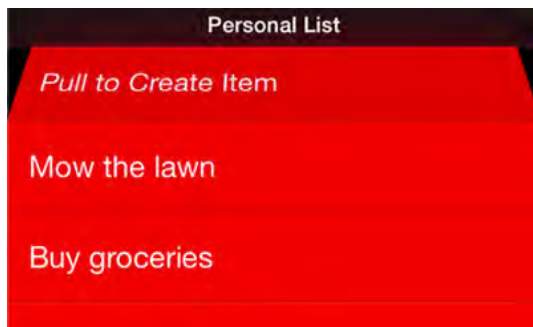 Personal List
Pull to Create Item
Mow the lawn
Buy groceries